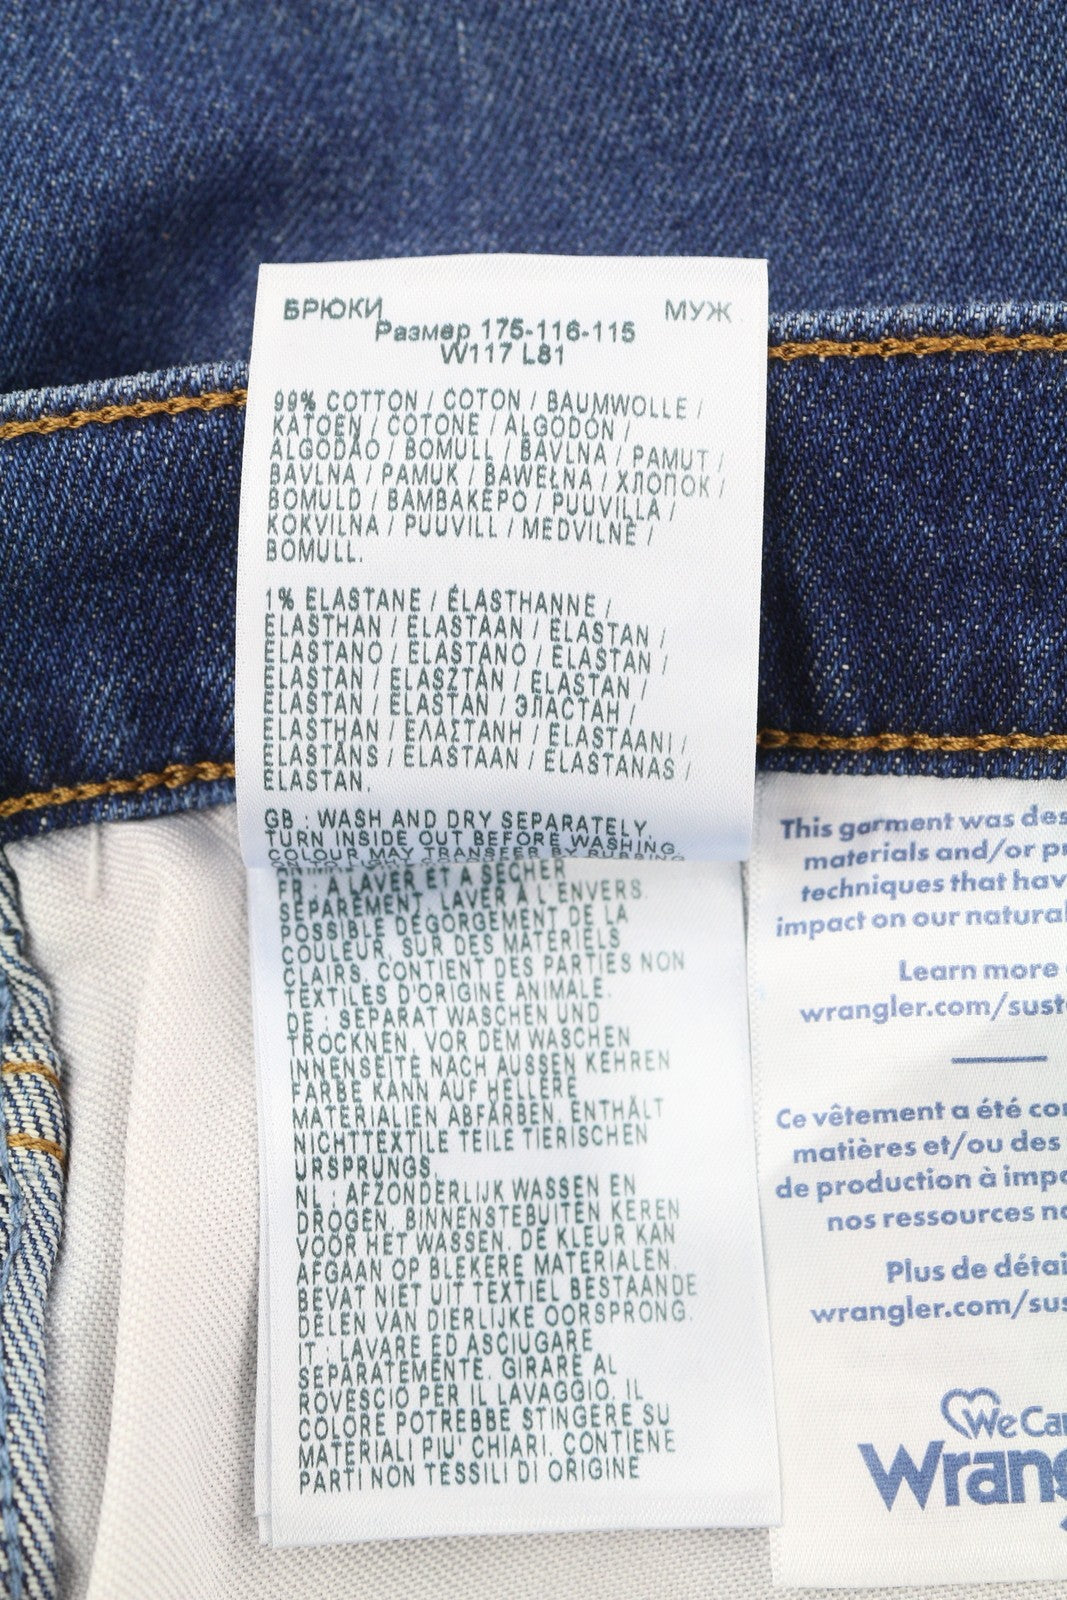 БРЮКИ МУЖ
Размер 175-116-115
W117 L81
99% COTTON / COTON / BAUMWOLLE /
KATOEN / COTONE / ALGODON /
ALGODÃO / BOMULL / BAVLNA / PAMUT /
BAVLNA / PAMUK / BAWEŁNA / ХЛОПОК /
BOMULD / ΒΑΜΒΑΚΕΡΟ / PUUVILLA /
KOKVILNA / PUUVILL / MEDVILNĖ /
BOMULL.
1% ELASTANE / ÉLASTHANNE /
ELASTHAN / ELASTAAN / ELASTAN /
ELASTANO / ELASTANO / ELASTAN /
ELASTAN / ELASZTÁN / ELASTAN /
ELASTAN / ELASTAN / ЭЛАСТАН /
ELASTHAN / ΕΛΑΣΤΑΝΗ / ELASTAANI /
ELASTĀNS / ELASTAAN / ELASTANAS /
ELASTAN.
GB : WASH AND DRY SEPARATELY.
TURN INSIDE OUT BEFORE WASHING.
COLOUR MAY TRANSFER BY RUBBING
FR : A LAVER ET A SECHER
SEPAREMENT, LAVER A L'ENVERS.
POSSIBLE DEGORGEMENT DE LA
COULEUR, SUR DES MATERIELS
CLAIRS. CONTIENT DES PARTIES NON
TEXTILES D'ORIGINE ANIMALE.
DE : SEPARAT WASCHEN UND
TROCKNEN, VOR DEM WASCHEN
INNENSEITE NACH AUSSEN KEHREN
FARBE KANN AUF HELLERE
MATERIALIEN ABFÄRBEN. ENTHÄLT
NICHTTEXTILE TEILE TIERISCHEN
URSPRUNGS.
NL : AFZONDERLIJK WASSEN EN
DROGEN. BINNENSTEBUITEN KEREN
VOOR HET WASSEN. DE KLEUR KAN
AFGAAN OP BLEKERE MATERIALEN.
BEVAT NIET UIT TEXTIEL BESTAANDE
DELEN VAN DIERLIJKE OORSPRONG.
IT : LAVARE ED ASCIUGARE
SEPARATEMENTE. GIRARE AL
ROVESCIO PER IL LAVAGGIO. IL
COLORE POTREBBE STINGERE SU
MATERIALI PIU' CHIARI. CONTIENE
PARTI NON TESSILI DI ORIGINE
This garment was des
materials and/or pr
techniques that hav
impact on our natural
Learn more
wrangler.com/sust
Ce vêtement a été co
matières et/ou des
de production à impa
nos ressources na
Plus de détai
wrangler.com/sus
We Ca
Wrang